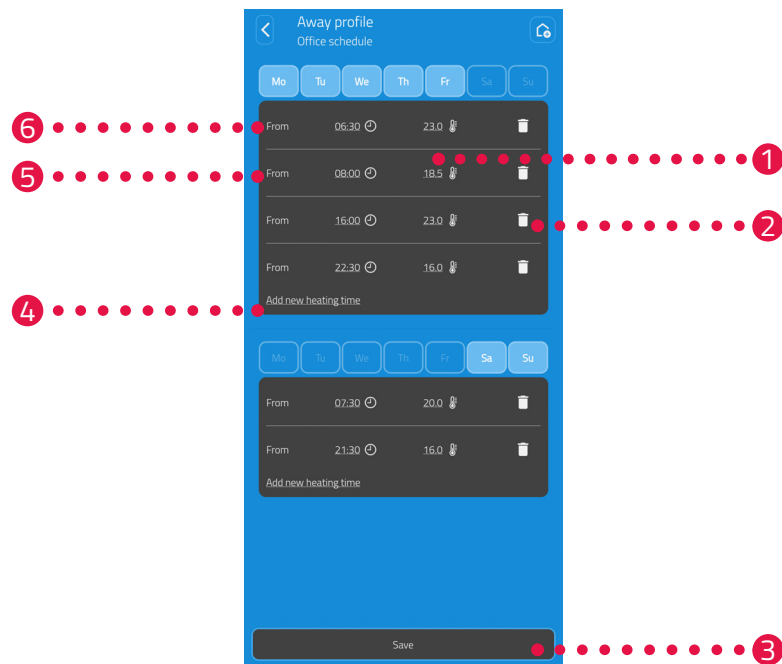 Away profile
Office schedule
Mo Tu We Th Fr Sa Su
6 From 06:30 23.0
1
5 From 08:00 18.5
From 16:00 23.0 2
From 22:30 16.0
4 Add new heating time
Mo Tu We Th Fr Sa Su
From 07:30 20.0
From 21:30 16.0
Add new heating time
Save 3